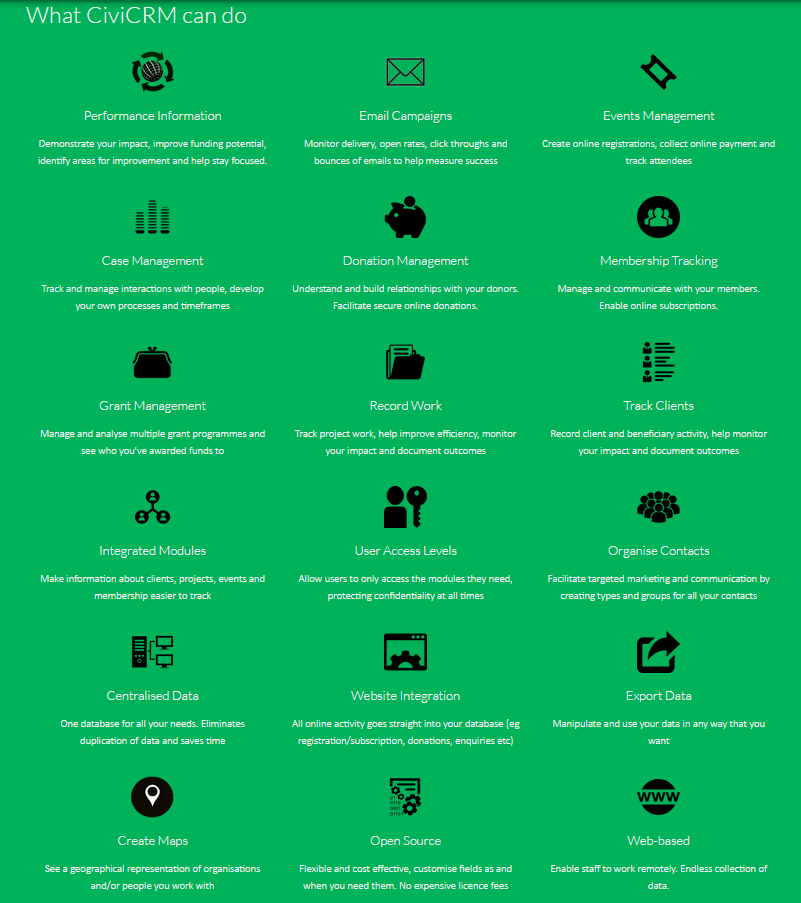 What CiviCRM can do
Performance Information
Demonstrate your impact, improve funding potential,
identify areas for improvement and help stay focused.
Email Campaigns
Monitor delivery, open rates, click throughs and
bounces of emails to help measure success
Events Management
Create online registrations, collect online payment and
track attendees
Case Management
Track and manage interactions with people, develop
your own processes and timeframes
Donation Management
Understand and build relationships with your donors.
Facilitate secure online donations.
Membership Tracking
Manage and communicate with your members.
Enable online subscriptions.
Grant Management
Manage and analyse multiple grant programmes and
see who you've awarded funds to
Record Work
Track project work, help improve efficiency, monitor
your impact and document outcomes
Track Clients
Record client and beneficiary activity, help monitor
your impact and document outcomes
Integrated Modules
Make information about clients, projects, events and
membership easier to track
User Access Levels
Allow users to only access the modules they need,
protecting confidentiality at all times
Organise Contacts
Facilitate targeted marketing and communication by
creating types and groups for all your contacts
Centralised Data
One database for all your needs. Eliminates
duplication of data and saves time
Website Integration
All online activity goes straight into your database (eg
registration/subscription, donations, enquiries etc)
Export Data
Manipulate and use your data in any way that you
want
Create Maps
See a geographical representation of organisations
and/or people you work with
Open Source
Flexible and cost effective, customise fields as and
when you need them. No expensive licence fees
WWW
Web-based
Enable staff to work remotely. Endless collection of
data.